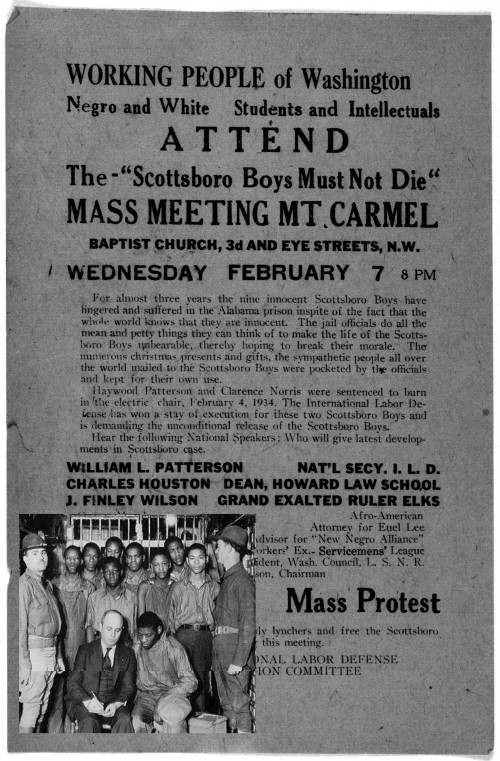 WORKING PEOPLE of Washington
Negro and White Students and Intellectuals
ATTEND
The-"Scottsboro Boys Must Not Die"
MASS MEETING MT. CARMEL
BAPTIST CHURCH, 3d AND EYE STREETS, N.W.
WEDNESDAY FEBRUARY 7 8 PM
For almost three years the nine innocent Scottsboro Boys have
lingered and suffered in the Alabama prison inspite of the fact that the
whole world knows that they are innocent. The jail officials do all the
mean and petty things they can think of to make the life of the Scotts-
boro Boys unbearable, thereby hoping to break their morale. The
numerous christmas presents and gifts, the sympathetic people all over
the world mailed to the Scottsboro Boys were pocketed by the officials
and kept for their own use.
Haywood Patterson and Clarence Norris were sentenced to burn
in the electric chair, February 4, 1934. The International Labor De-
fense has won a stay of execution for these two Scottsboro Boys and
is demanding the unconditional release of the Scottsboro Boys.
Hear the following National Speakers: Who will give latest develop-
ments in Scottsboro case.
WILLIAM L. PATTERSON NAT'L SECY. I. L. D.
CHARLES HOUSTON DEAN, HOWARD LAW SCHOOL
J. FINLEY WILSON GRAND EXALTED RULER ELKS
Afro-American
Attorney for Euel Lee
dvisor for "New Negro Alliance"
orkers' Ex.- Servicemens' League
ident, Wash. Council, L. S. N. R.
son, Chairman
Mass Protest
ly lynchers and free the Scottsboro
this meeting.
ONAL LABOR DEFENSE
ION COMMITTEE